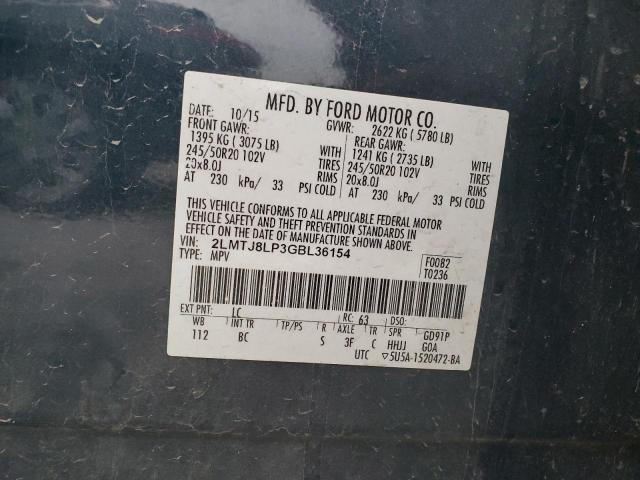 MFD. BY FORD MOTOR CO.
DATE: 10/15 GVWR: 2622 KG ( 5780 LB)
FRONT GAWR: REAR GAWR:
1395 KG ( 3075 LB) WITH 1241 KG ( 2735 LB) WITH
245/50R20 102V TIRES 245/50R20 102V TIRES
20x8.0J RIMS 20x8.0J RIMS
AT 230 kPa/ 33 PSI COLD AT 230 kPa/ 33 PSI COLD
THIS VEHICLE CONFORMS TO ALL APPLICABLE FEDERAL MOTOR
VEHICLE SAFETY AND THEFT PREVENTION STANDARDS IN
EFFECT ON THE DATE OF MANUFACTURE SHOWN ABOVE.
VIN: 2LMTJ8LP3GBL36154 F0082
TYPE: MPV T0236
EXT PNT: LC RC: 63 DSO:
WB INT TR TP/PS R AXLE TR SPR GD91P
112 BC S 3F C HHJJ GOA
UTC ▽5U5A-1520472-BA